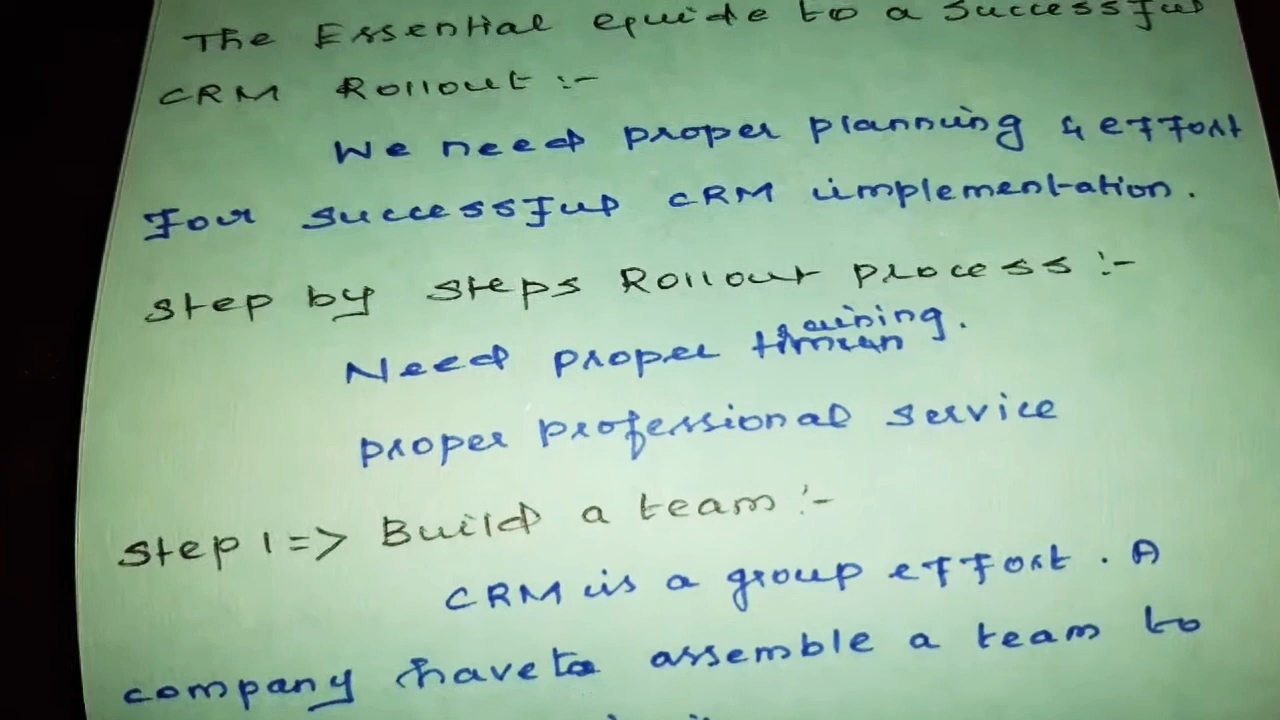 The Essential guide to a successful
CRM Rollout :-
We need proper planning & effort
for successful CRM implementation.
step by steps Rollout process :-
Need proper training.
proper professional service
step 1 => Build a team :-
CRM is a group effort. A
company have to assemble a team to